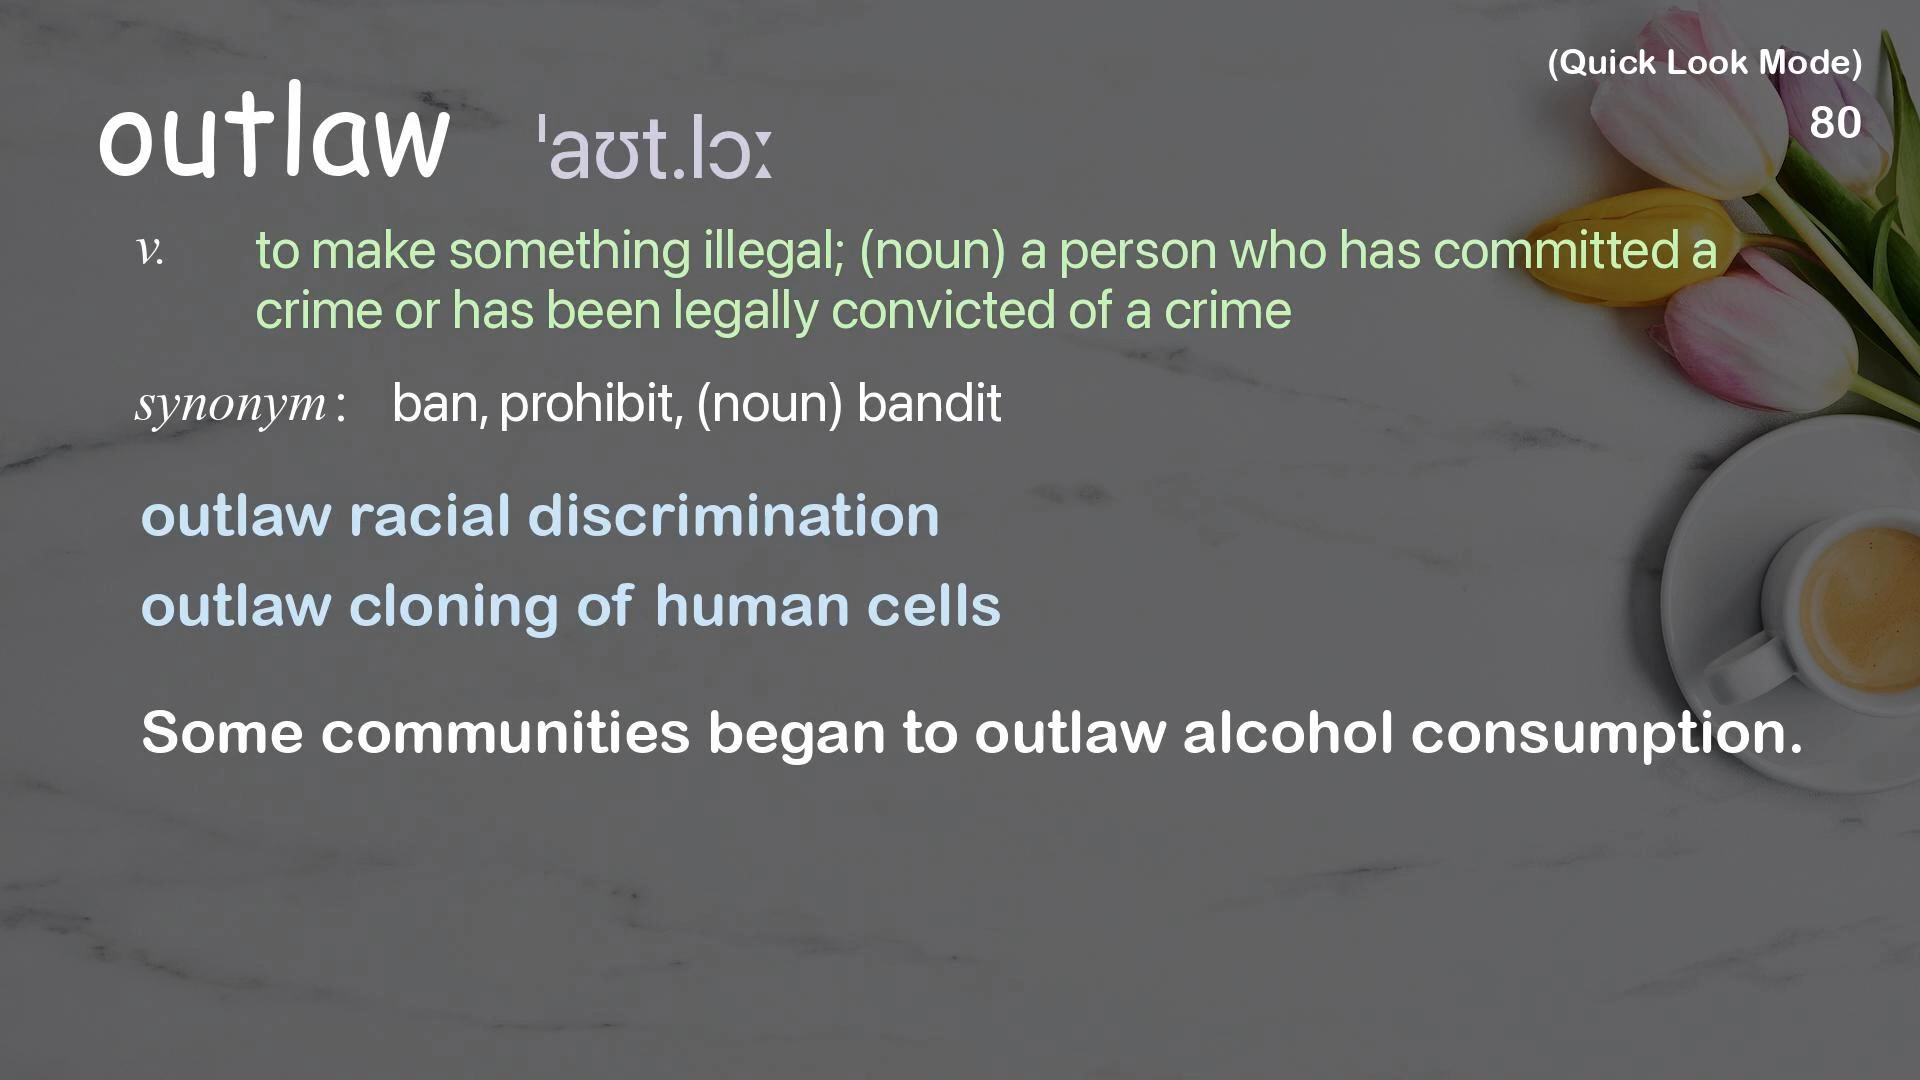 (Quick Look Mode)
80
outlaw ˈaʊt.lɔː
v. to make something illegal; (noun) a person who has committed a
crime or has been legally convicted of a crime
synonym: ban, prohibit, (noun) bandit
outlaw racial discrimination
outlaw cloning of human cells
Some communities began to outlaw alcohol consumption.